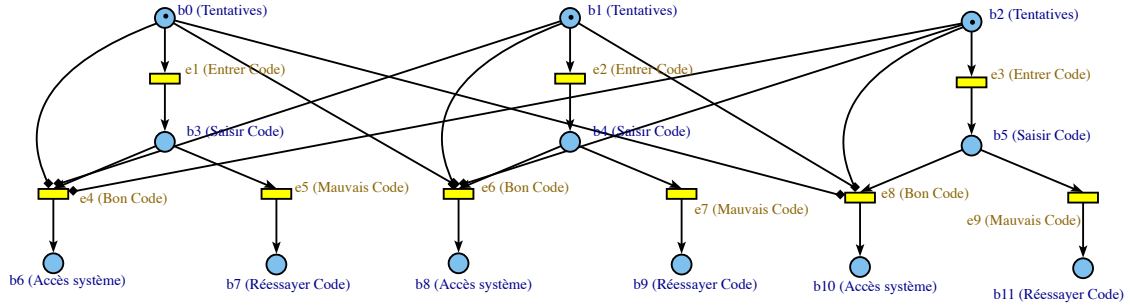 b0 (Tentatives)
b1 (Tentatives)
b2 (Tentatives)
e1 (Entrer Code)
e2 (Entrer Code)
e3 (Entrer Code)
b3 (Saisir Code)
b4 (Saisir Code)
b5 (Saisir Code)
e4 (Bon Code)
e5 (Mauvais Code)
e6 (Bon Code)
e7 (Mauvais Code)
e8 (Bon Code)
e9 (Mauvais Code)
b6 (Accès système)
b7 (Réessayer Code)
b8 (Accès système)
b9 (Réessayer Code)
b10 (Accès système)
b11 (Réessayer Code)